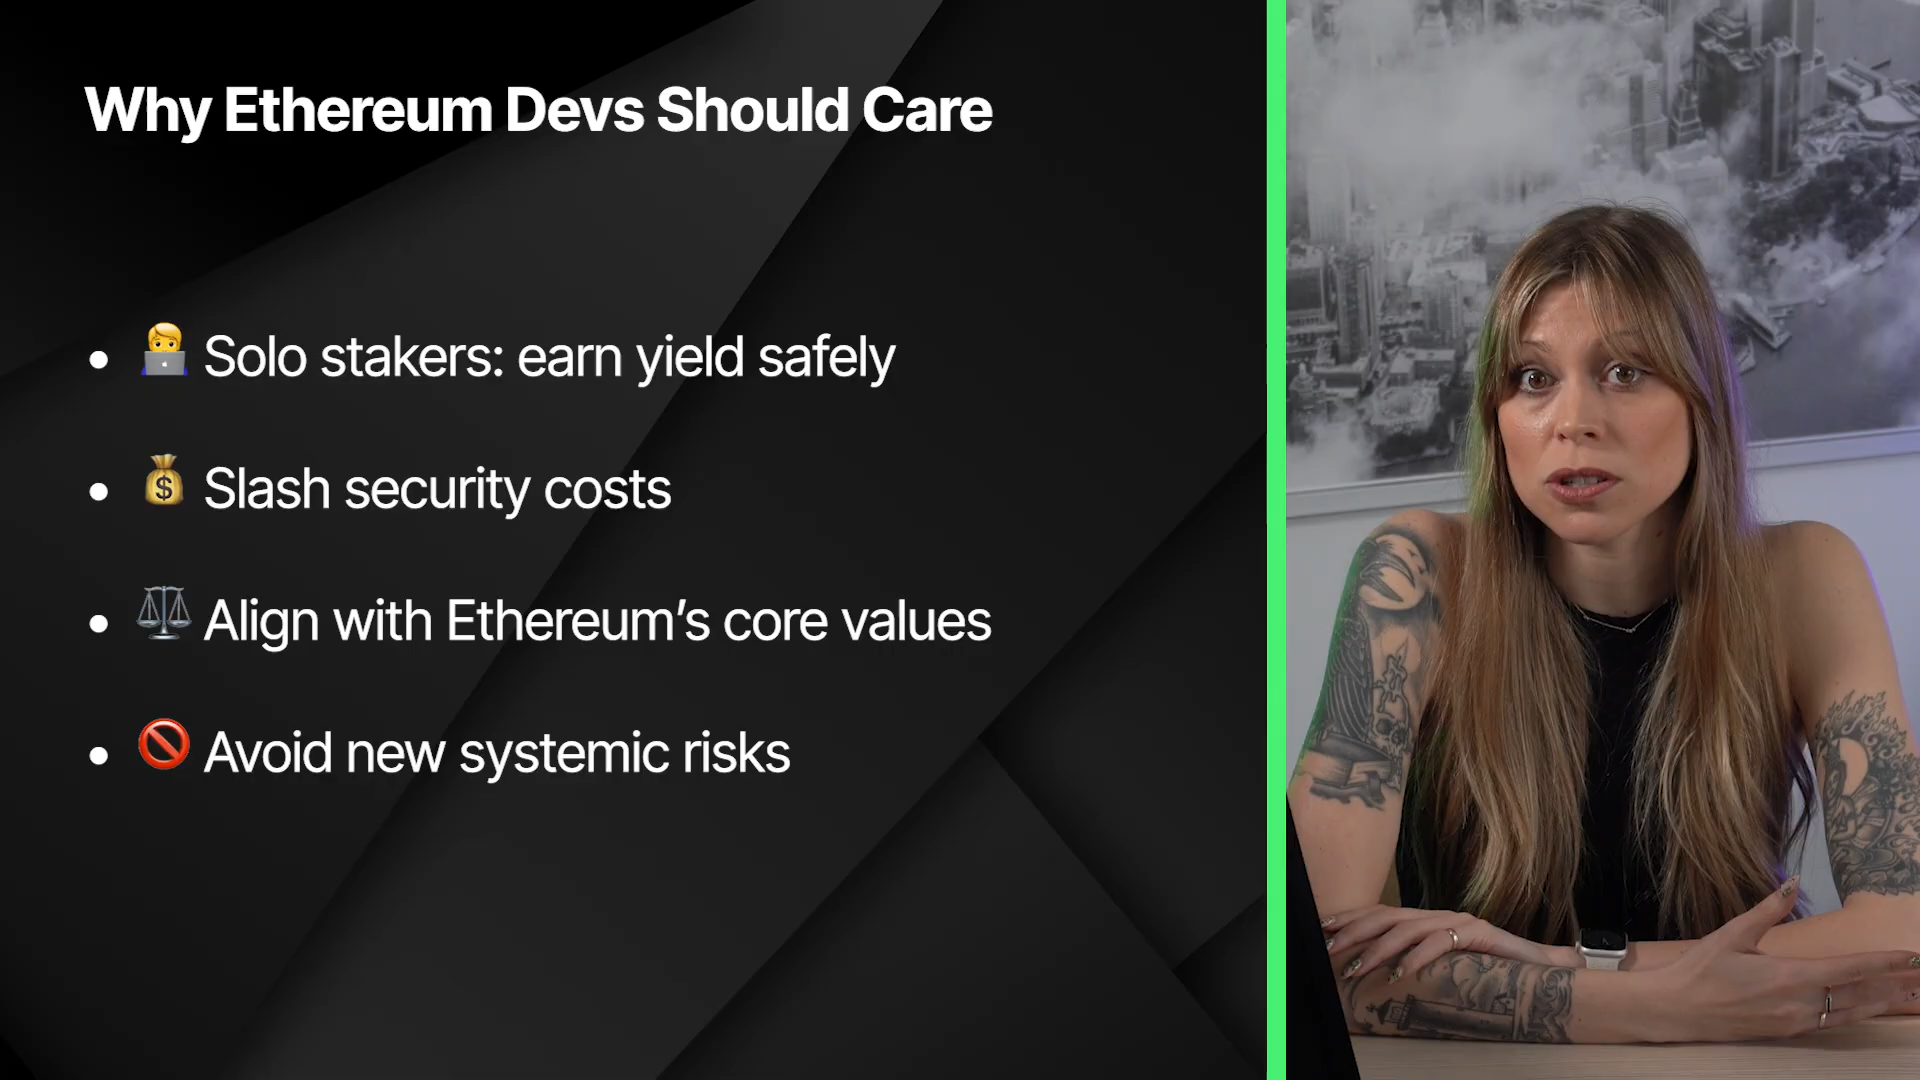 Why Ethereum Devs Should Care
• 🧑‍💻 Solo stakers: earn yield safely
• 💰 Slash security costs
• ⚖️ Align with Ethereum’s core values
• 🚫 Avoid new systemic risks